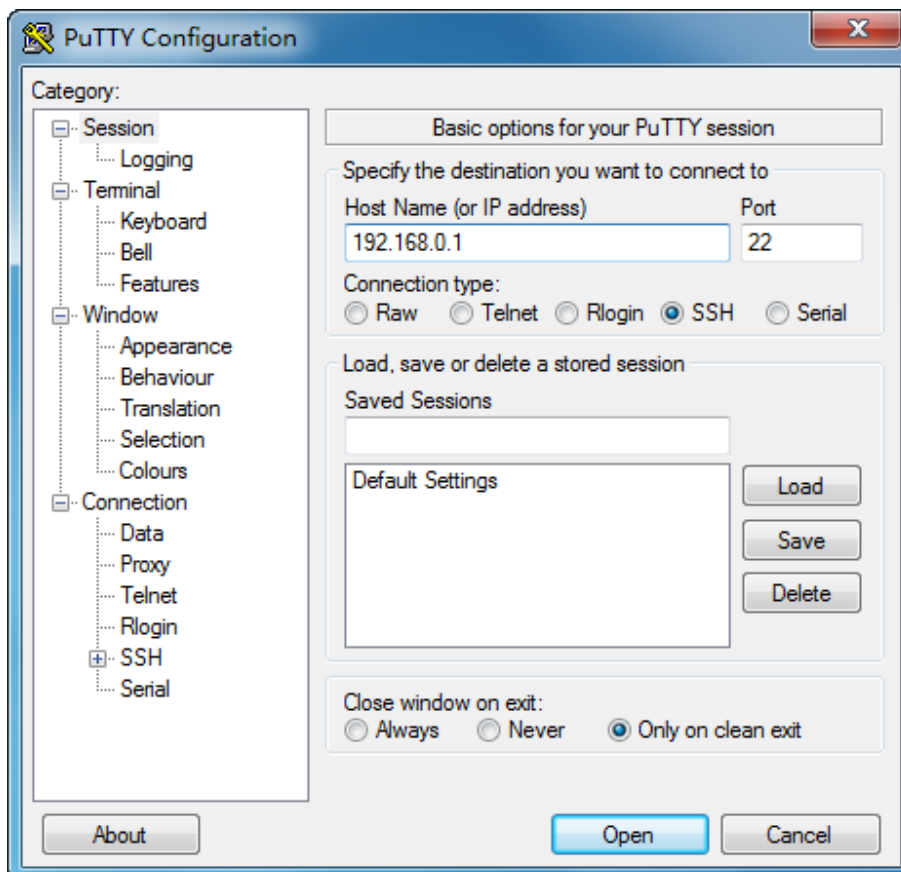 PuTTY Configuration
Category:
Session
Logging
Terminal
Keyboard
Bell
Features
Window
Appearance
Behaviour
Translation
Selection
Colours
Connection
Data
Proxy
Telnet
Rlogin
SSH
Serial
Basic options for your PuTTY session
Specify the destination you want to connect to
Host Name (or IP address) Port
192.168.0.1 22
Connection type:
Raw Telnet Rlogin SSH Serial
Load, save or delete a stored session
Saved Sessions
Default Settings
Load
Save
Delete
Close window on exit:
Always Never Only on clean exit
About Open Cancel